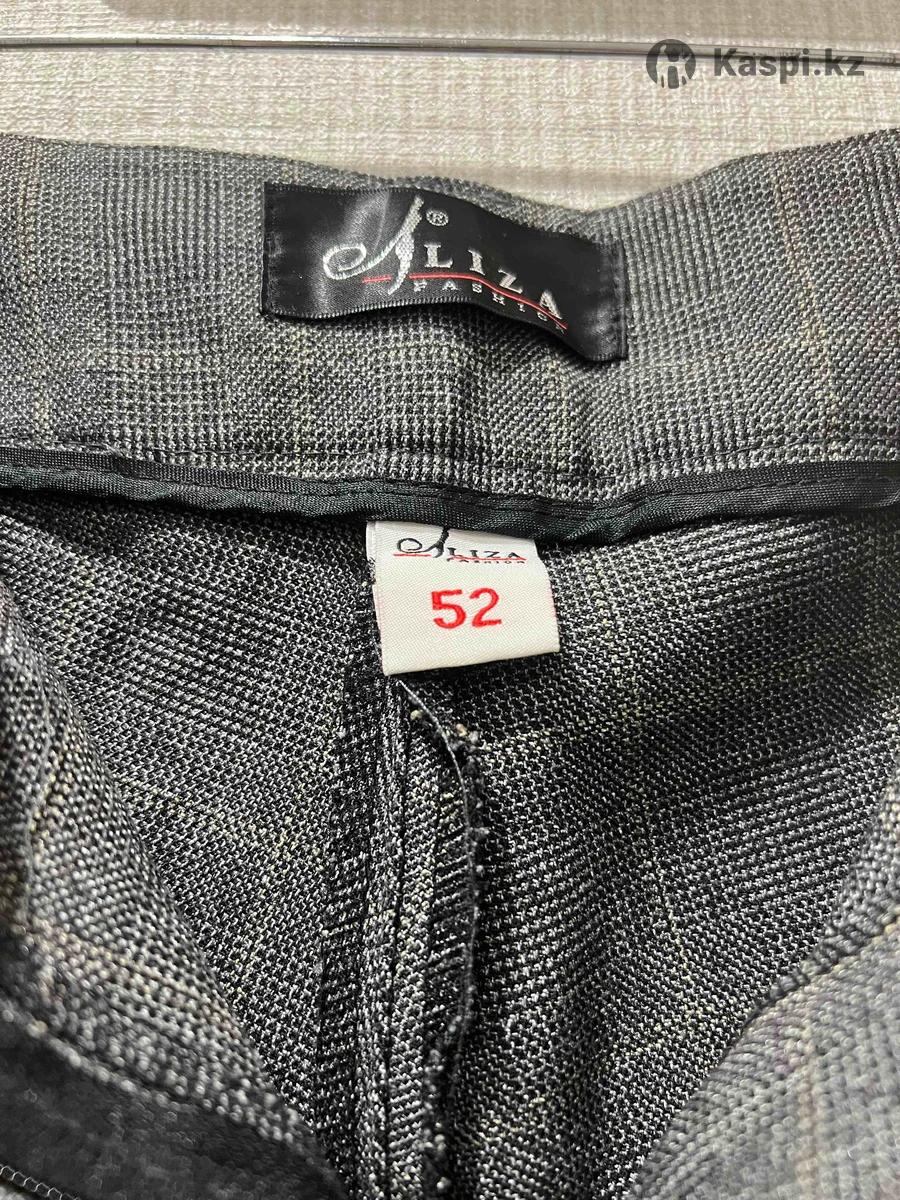 Kaspi.kz
ALIZA®
FASHION
ALIZA
FASHION
52